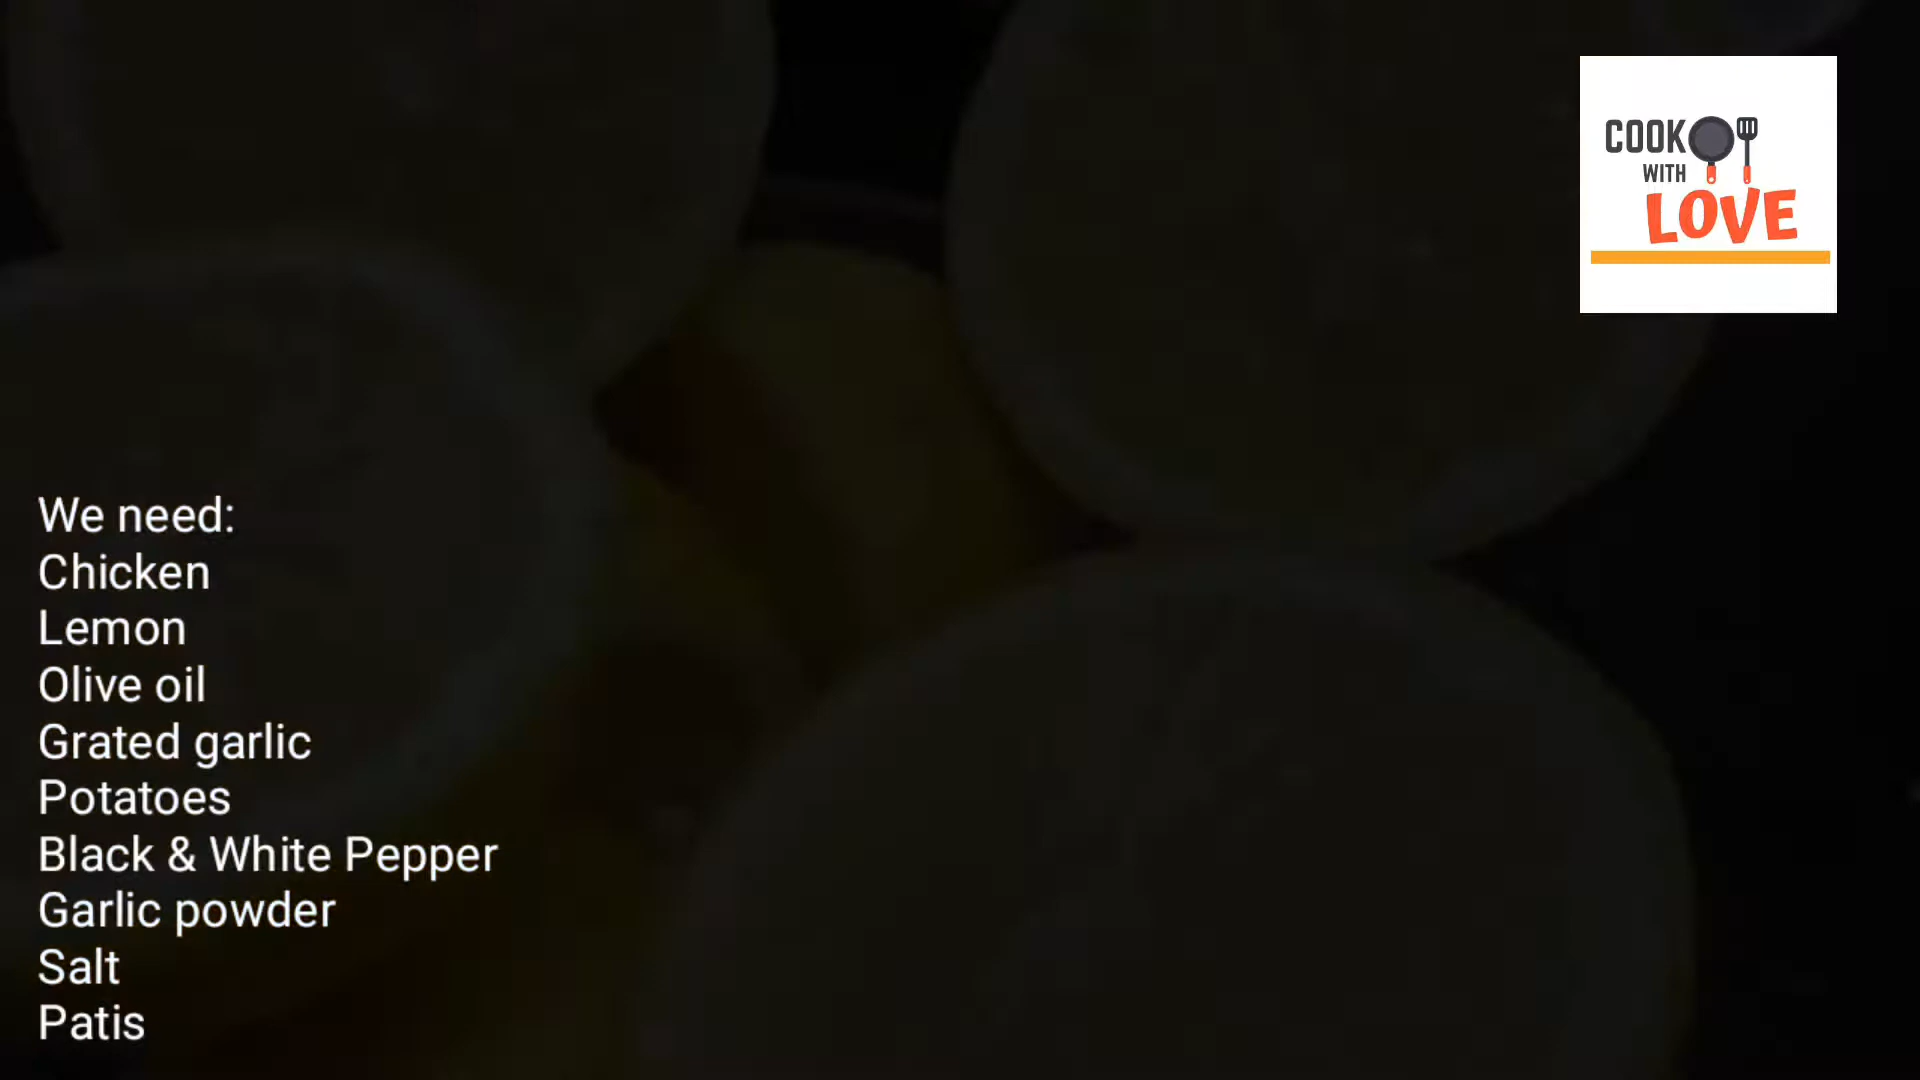 COOK
WITH
LOVE
We need:
Chicken
Lemon
Olive oil
Grated garlic
Potatoes
Black & White Pepper
Garlic powder
Salt
Patis